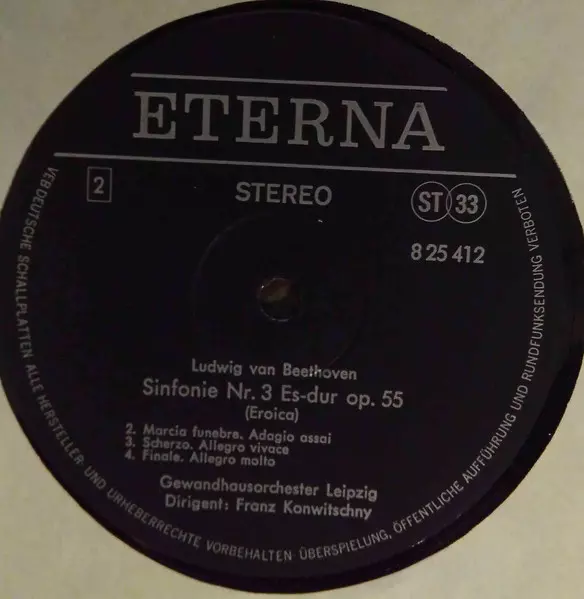 ETERNA
2
STEREO
ST 33
8 25 412
Ludwig van Beethoven
Sinfonie Nr. 3 Es-dur op. 55
(Eroica)
2. Marcia funebre. Adagio assai
3. Scherzo. Allegro vivace
4. Finale. Allegro molto
Gewandhausorchester Leipzig
Dirigent: Franz Konwitschny
VEB DEUTSCHE SCHALLPLATTEN ALLE HERSTELLER- UND URHEBERRECHTE VORBEHALTEN · ÜBERSPIELUNG, ÖFFENTLICHE AUFFÜHRUNG UND RUNDFUNKSENDUNG VERBOTEN